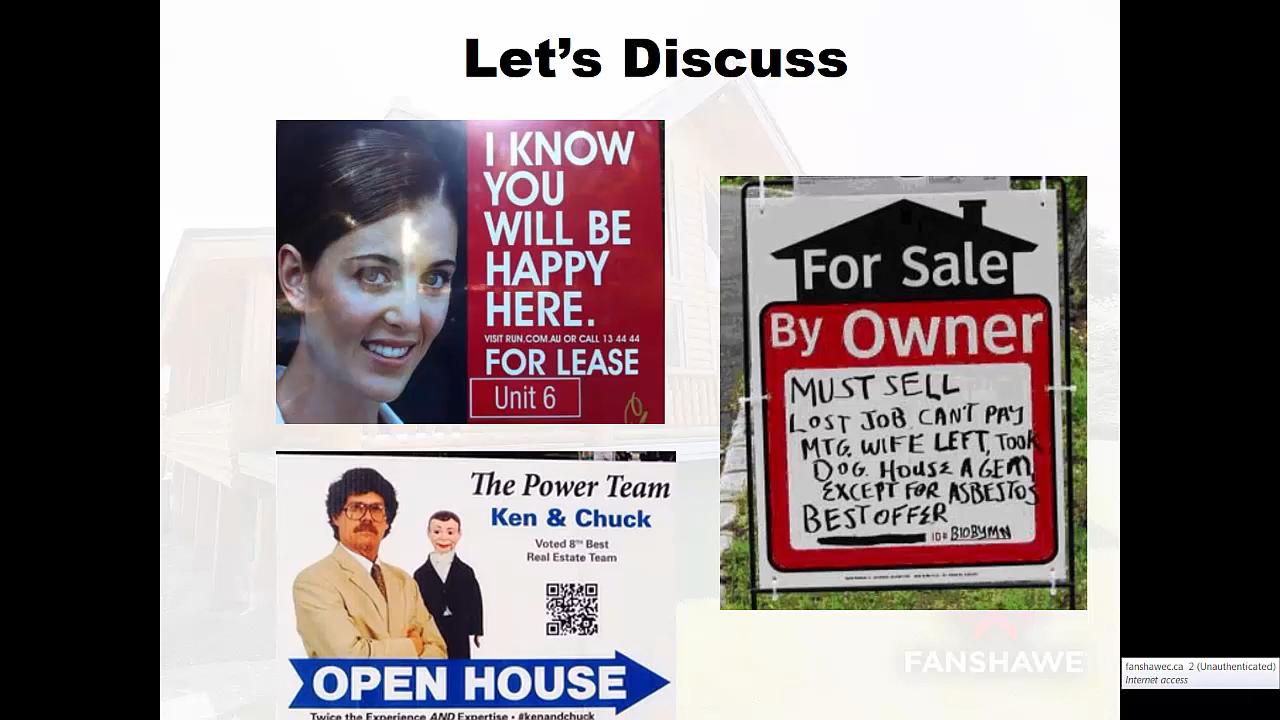 Let's Discuss
I KNOW
YOU
WILL BE
HAPPY
HERE.
VISIT RUN.COM.AU OR CALL 13 44 44
FOR LEASE
Unit 6
For Sale
By Owner
MUST SELL
LOST JOB, CAN'T PAY
MTG. WIFE LEFT, TOOK
DOG. HOUSE A GEM,
EXCEPT FOR ASBESTOS
BEST OFFER
ID# BIOBYMN
The Power Team
Ken & Chuck
Voted 8TH Best
Real Estate Team
OPEN HOUSE
Twice the Experience AND Expertise • #kenandchuck
FANSHAWE
fanshawec.ca 2 (Unauthenticated)
Internet access